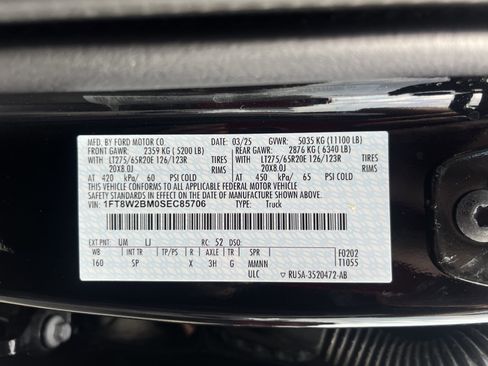 MFD. BY FORD MOTOR CO. DATE: 03/25 GVWR: 5035 KG (11100 LB)
FRONT GAWR: 2359 KG (5200 LB) REAR GAWR: 2876 KG (6340 LB)
WITH LT275/65R20E 126/123R TIRES WITH LT275/65R20E 126/123R TIRES
20X8.0J RIMS 20X8.0J RIMS
AT 420 kPa/ 60 PSI COLD AT 450 kPa/ 65 PSI COLD
THIS VEHICLE CONFORMS TO ALL APPLICABLE FEDERAL MOTOR VEHICLE
SAFETY STANDARDS IN EFFECT ON THE DATE OF MANUFACTURE SHOWN ABOVE.
VIN: 1FT8W2BM0SEC85706 TYPE: Truck
EXT PNT: UM LJ RC: 52 DSO:
WB INT TR TP/PS R AXLE TR SPR F0202
160 SP X 3H G MMNN T1055
ULC ▽ RU5A-3520472-AB